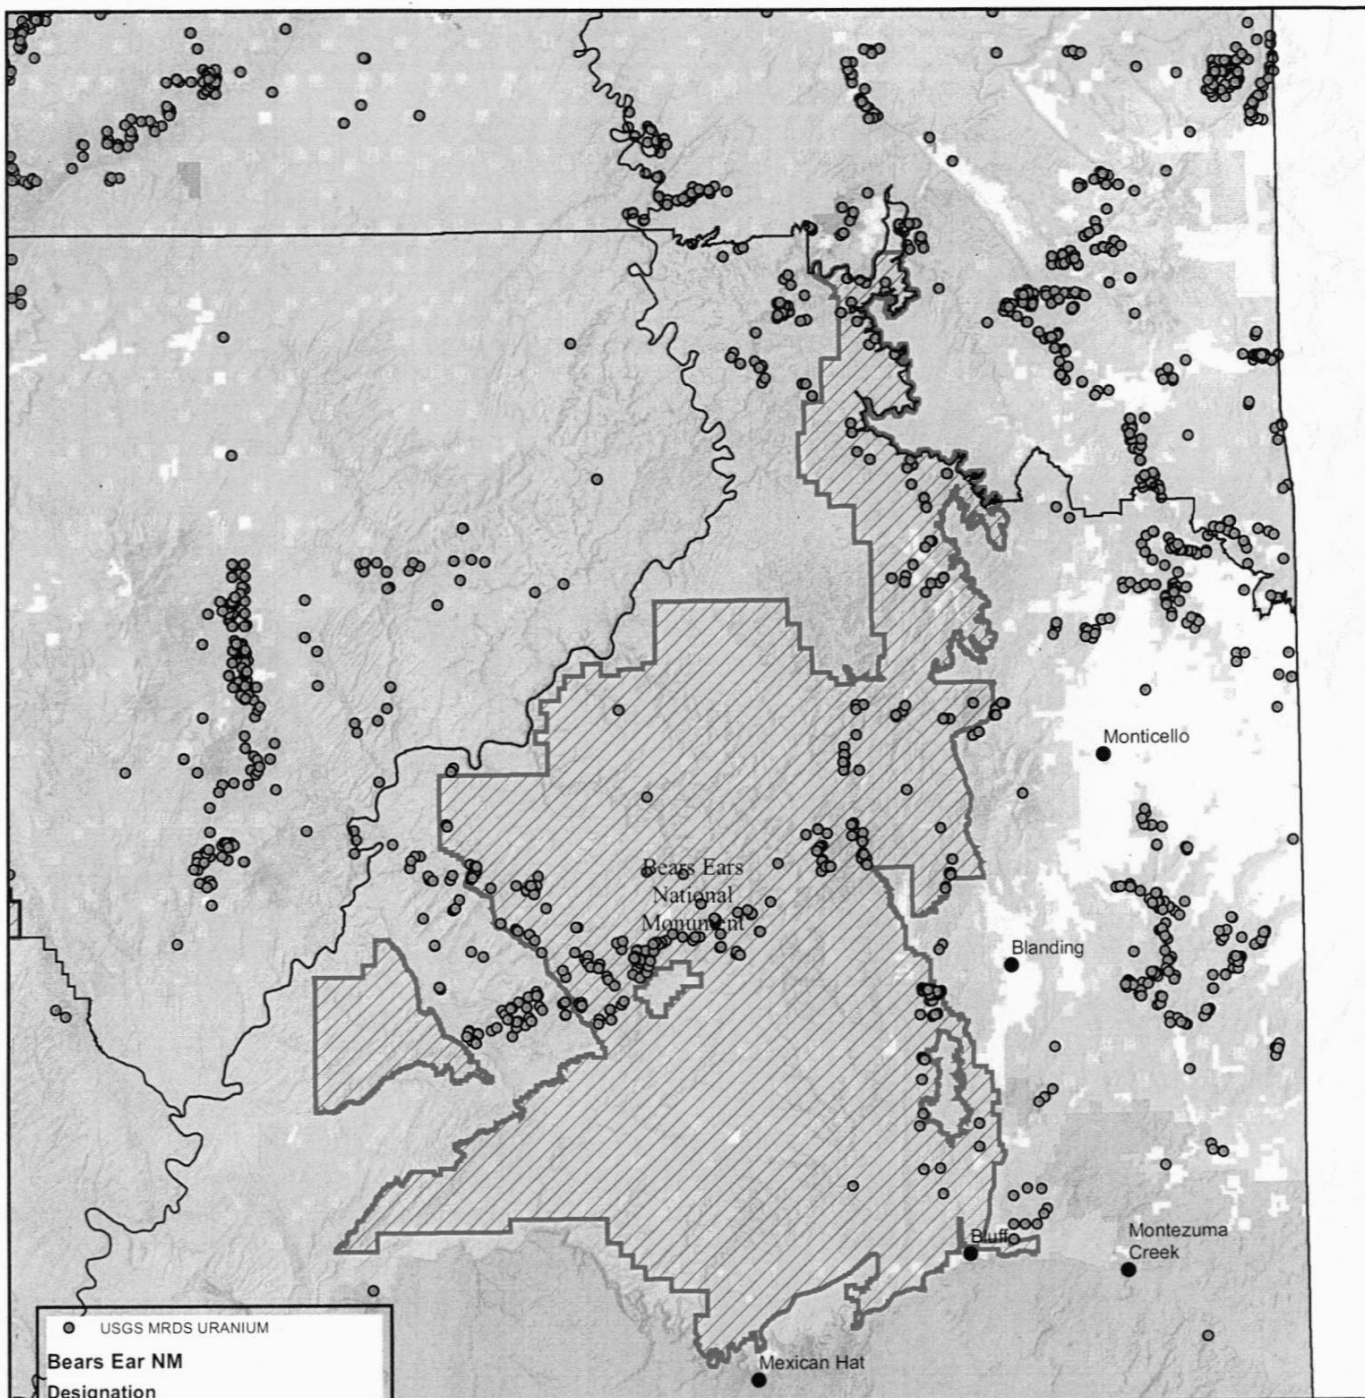 Monticello
Bears Ears
National
Monument
Blanding
Bluff
Montezuma
Creek
USGS MRDS URANIUM
Bears Ear NM
Designation
Mexican Hat